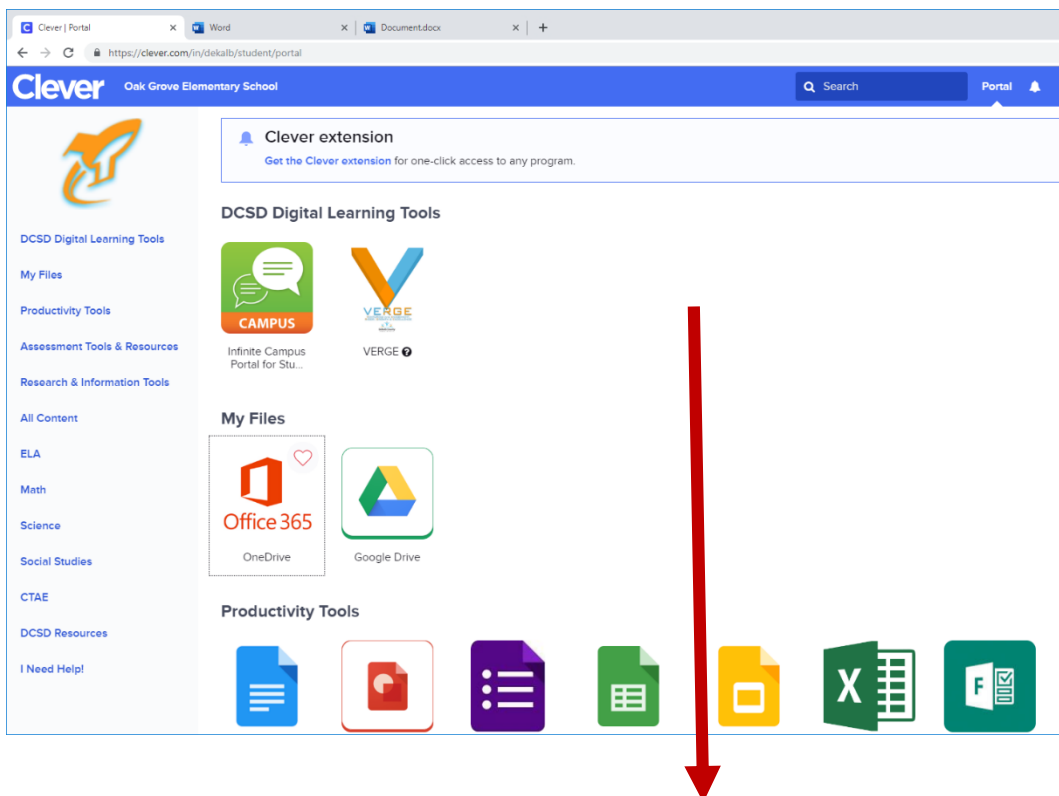 Clever | Portal
Word
Document.docx
https://clever.com/in/dekalb/student/portal
Clever
Oak Grove Elementary School
Search
Portal
Clever extension
Get the Clever extension for one-click access to any program.
DCSD Digital Learning Tools
My Files
Productivity Tools
Assessment Tools & Resources
Research & Information Tools
All Content
ELA
Math
Science
Social Studies
CTAE
DCSD Resources
I Need Help!
DCSD Digital Learning Tools
CAMPUS
Infinite Campus
Portal for Stu...
VERGE
VERGE
My Files
Office 365
OneDrive
Google Drive
Productivity Tools
X
F